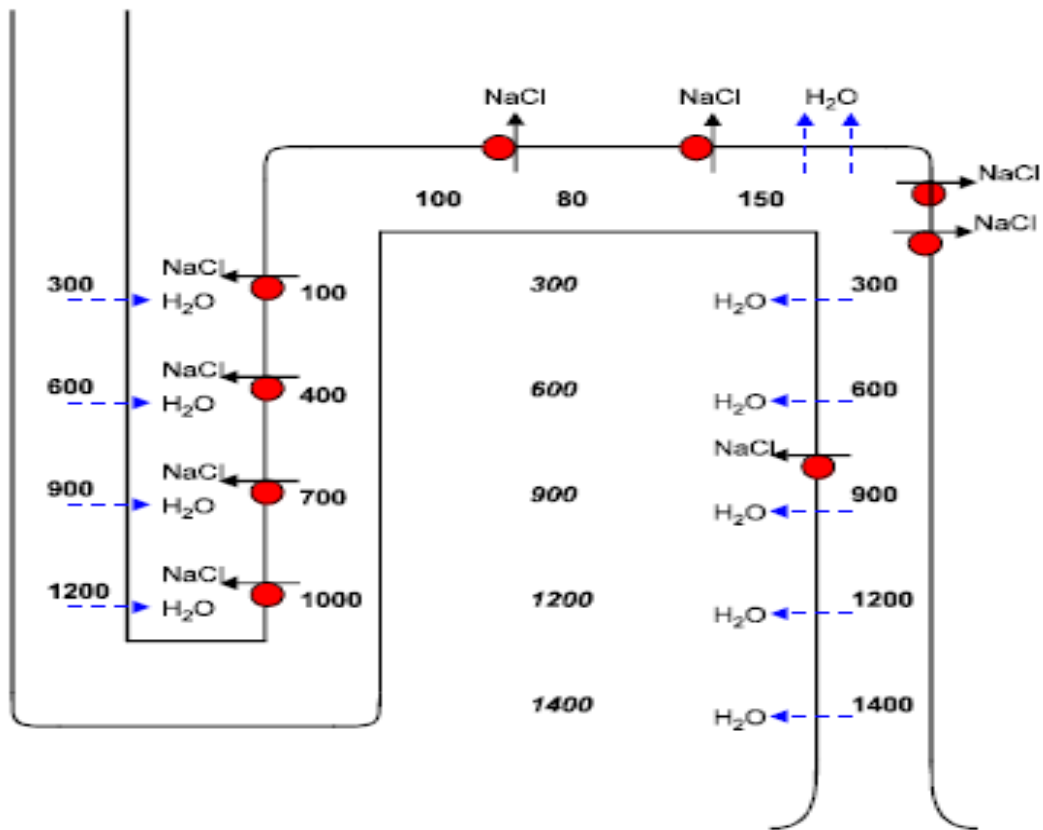 NaCl NaCl H₂O
NaCl
100 80 150
NaCl
NaCl
300 H₂O 100 300 H₂O 300
NaCl
600 H₂O 400 600 H₂O 600
NaCl
NaCl
900 H₂O 700 900 H₂O 900
NaCl
1200 H₂O 1000 1200 H₂O 1200
1400 H₂O 1400